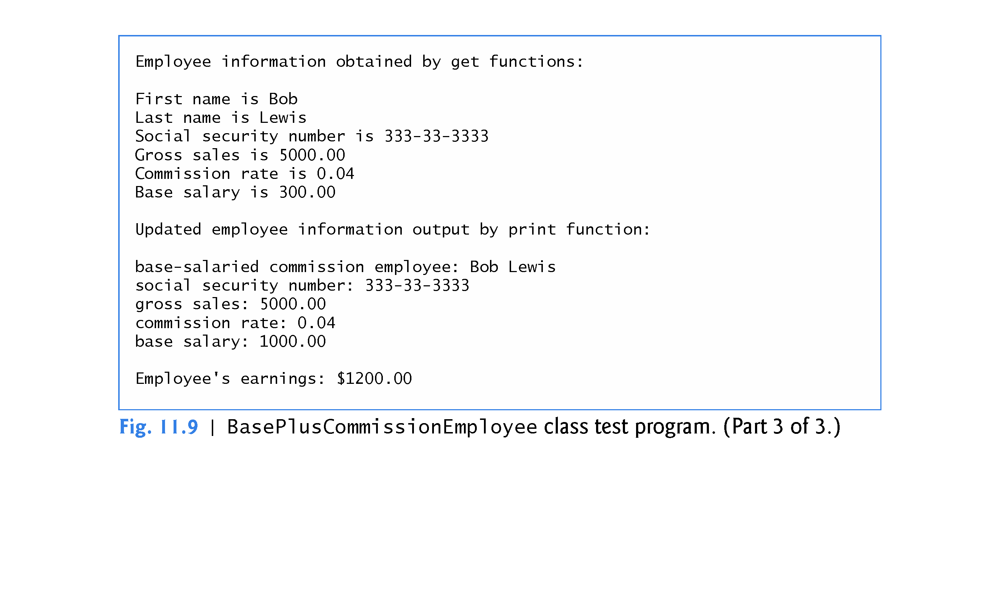 Employee information obtained by get functions:
First name is Bob
Last name is Lewis
Social security number is 333-33-3333
Gross sales is 5000.00
Commission rate is 0.04
Base salary is 300.00
Updated employee information output by print function:
base-salaried commission employee: Bob Lewis
social security number: 333-33-3333
gross sales: 5000.00
commission rate: 0.04
base salary: 1000.00
Employee's earnings: $1200.00
Fig. 11.9 | BasePlusCommissionEmployee class test program. (Part 3 of 3.)